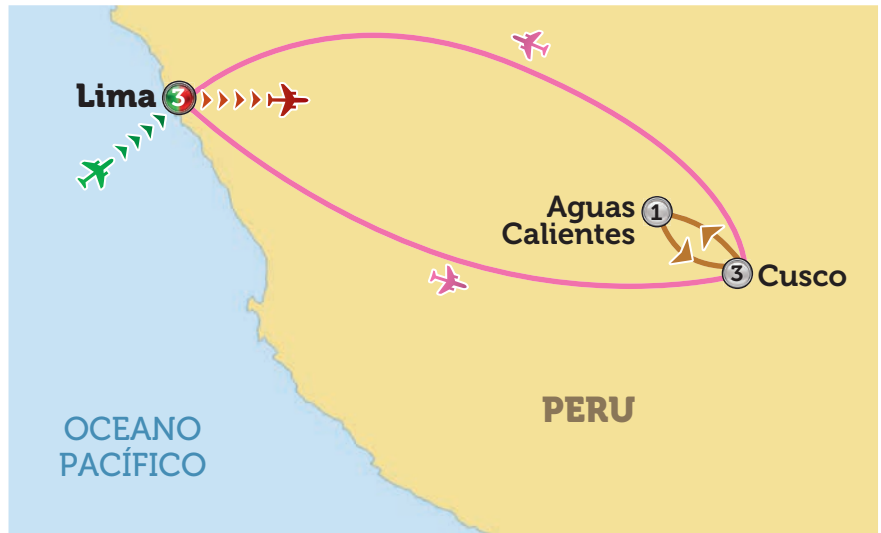 Lima 3
Aguas
Calientes 1
3 Cusco
PERU
OCEANO
PACÍFICO